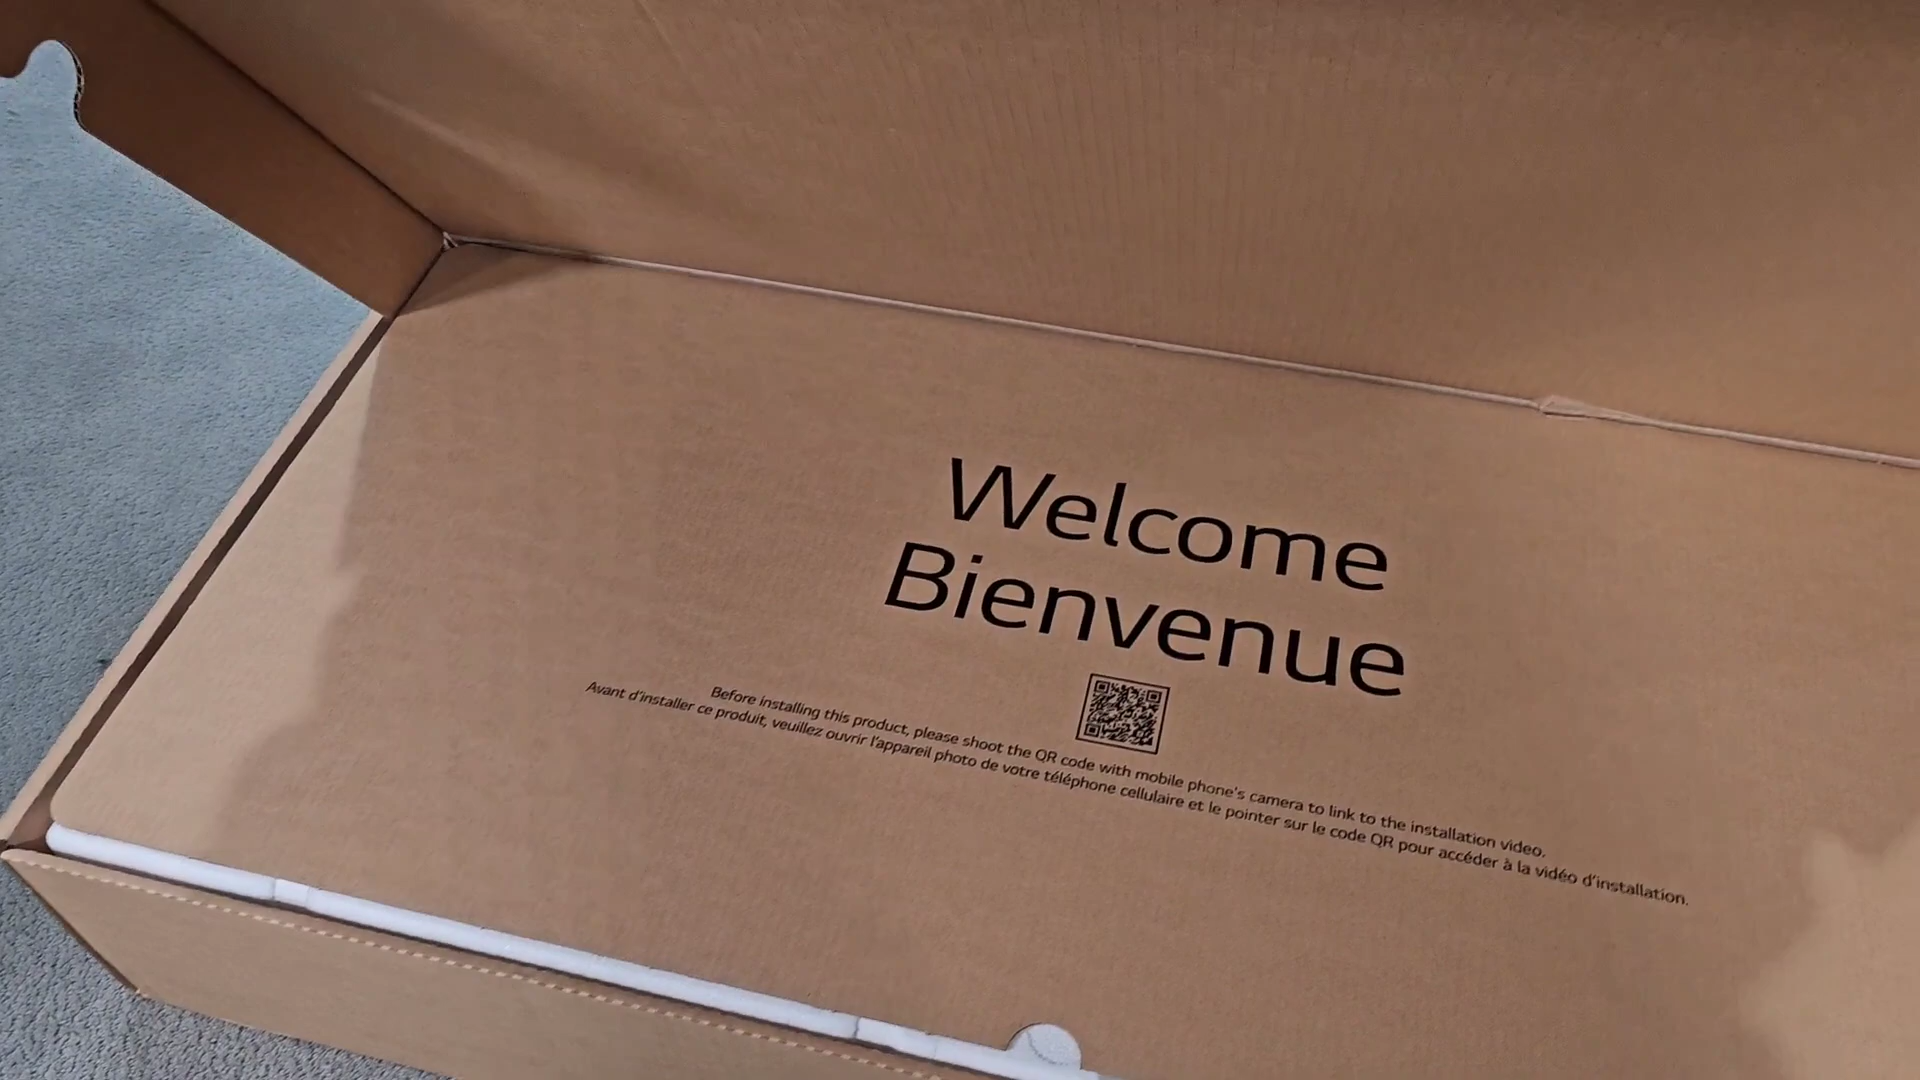 Welcome
Bienvenue
Before installing this product, please shoot the QR code with mobile phone's camera to link to the installation video.
Avant d'installer ce produit, veuillez ouvrir l'appareil photo de votre téléphone cellulaire et le pointer sur le code QR pour accéder à la vidéo d'installation.